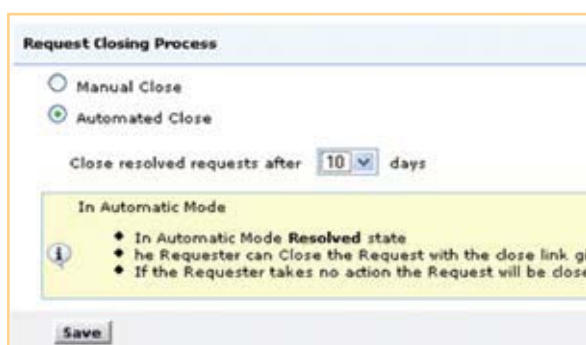 Request Closing Process
Manual Close
Automated Close
Close resolved requests after 10 days
In Automatic Mode
In Automatic Mode Resolved state
he Requester can Close the Request with the close link gi
If the Requester takes no action the Request will be close
Save